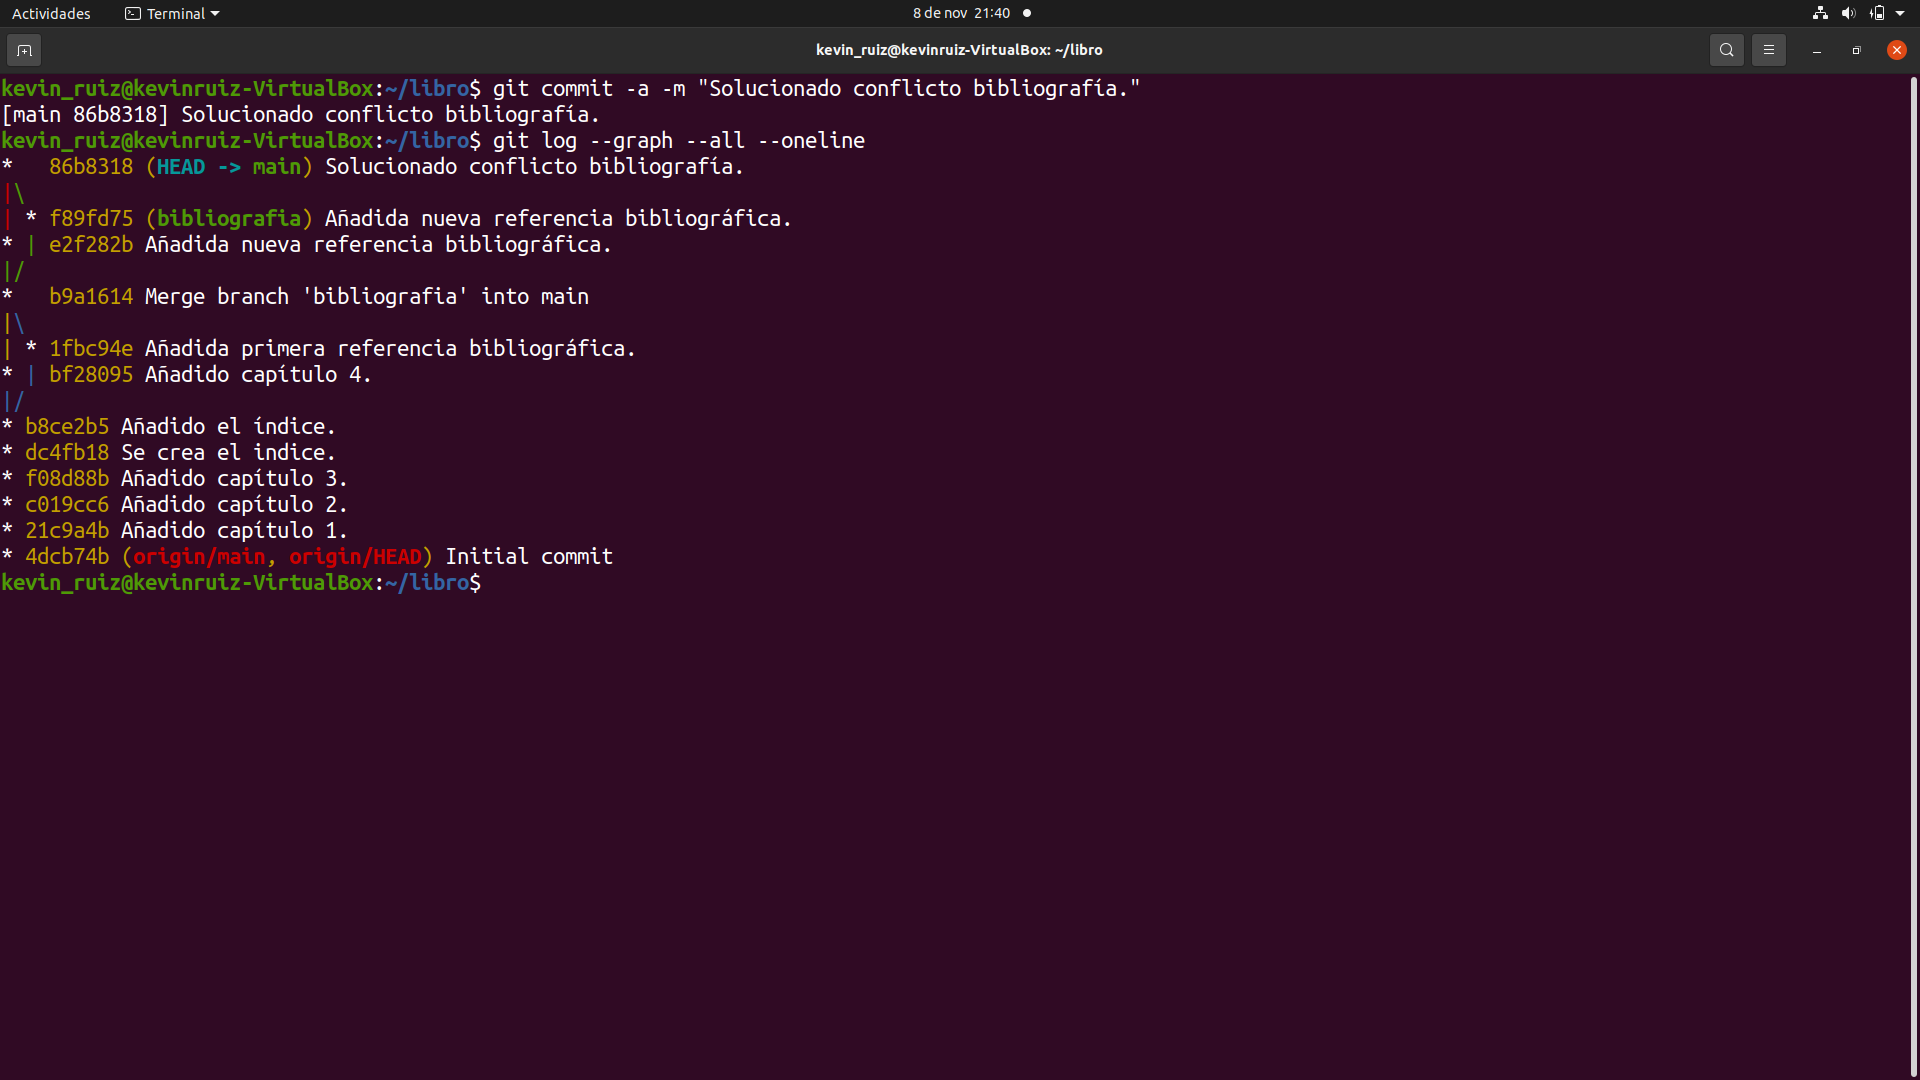 Actividades Terminal 8 de nov 21:40
kevin_ruiz@kevinruiz-VirtualBox: ~/libro
kevin_ruiz@kevinruiz-VirtualBox:~/libro$ git commit -a -m "Solucionado conflicto bibliografía."
[main 86b8318] Solucionado conflicto bibliografía.
kevin_ruiz@kevinruiz-VirtualBox:~/libro$ git log --graph --all --oneline
*   86b8318 (HEAD -> main) Solucionado conflicto bibliografía.
|\
| * f89fd75 (bibliografia) Añadida nueva referencia bibliográfica.
* | e2f282b Añadida nueva referencia bibliográfica.
|/
*   b9a1614 Merge branch 'bibliografia' into main
|\
| * 1fbc94e Añadida primera referencia bibliográfica.
* | bf28095 Añadido capítulo 4.
|/
* b8ce2b5 Añadido el índice.
* dc4fb18 Se crea el indice.
* f08d88b Añadido capítulo 3.
* c019cc6 Añadido capítulo 2.
* 21c9a4b Añadido capítulo 1.
* 4dcb74b (origin/main, origin/HEAD) Initial commit
kevin_ruiz@kevinruiz-VirtualBox:~/libro$